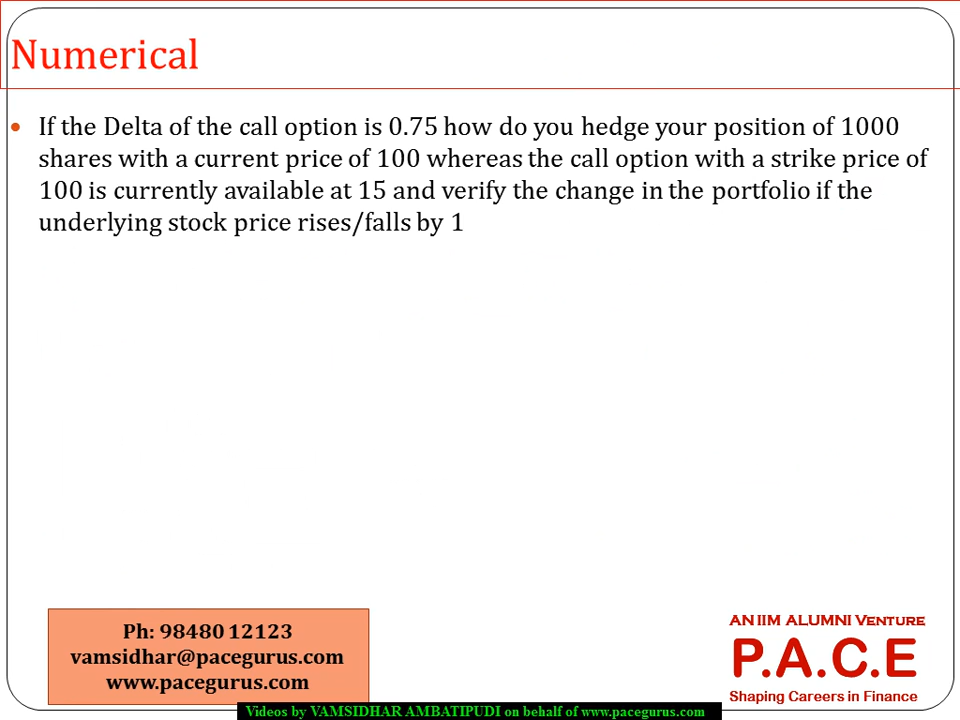 Numerical
• If the Delta of the call option is 0.75 how do you hedge your position of 1000
shares with a current price of 100 whereas the call option with a strike price of
100 is currently available at 15 and verify the change in the portfolio if the
underlying stock price rises/falls by 1
Ph: 98480 12123
vamsidhar@pacegurus.com
www.pacegurus.com
AN IIM ALUMNI VENTURE
P.A.C.E
Shaping Careers in Finance
Videos by VAMSIDHAR AMBATIPUDI on behalf of www.pacegurus.com